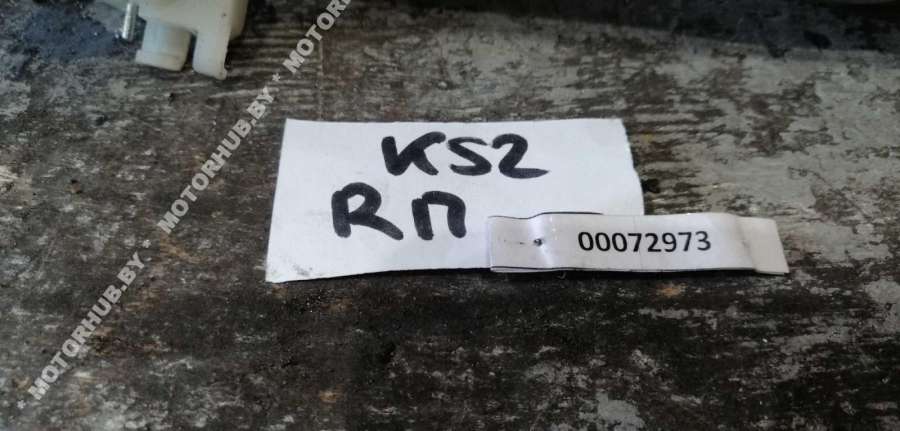 KS2
RП
00072973
* MOTORHUB.BY * MOTORHUB.BY * MOTORHUB.BY